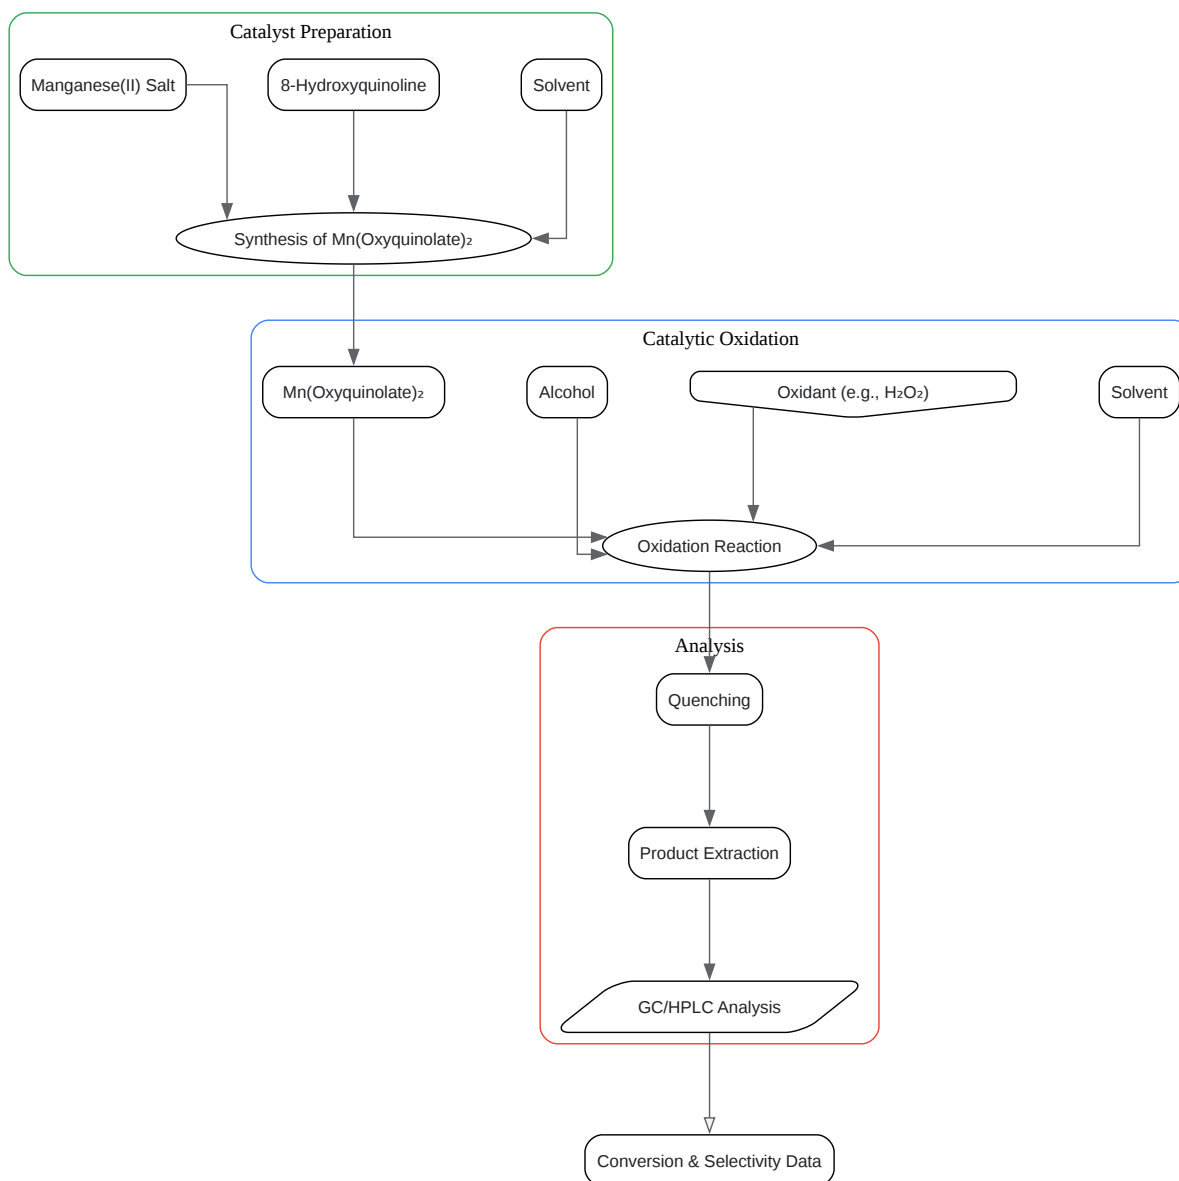 Catalyst Preparation
Manganese(II) Salt
8-Hydroxyquinoline
Solvent
Synthesis of Mn(Oxyquinolate)₂
Catalytic Oxidation
Mn(Oxyquinolate)₂
Alcohol
Oxidant (e.g., H₂O₂)
Solvent
Oxidation Reaction
Analysis
Quenching
Product Extraction
GC/HPLC Analysis
Conversion & Selectivity Data